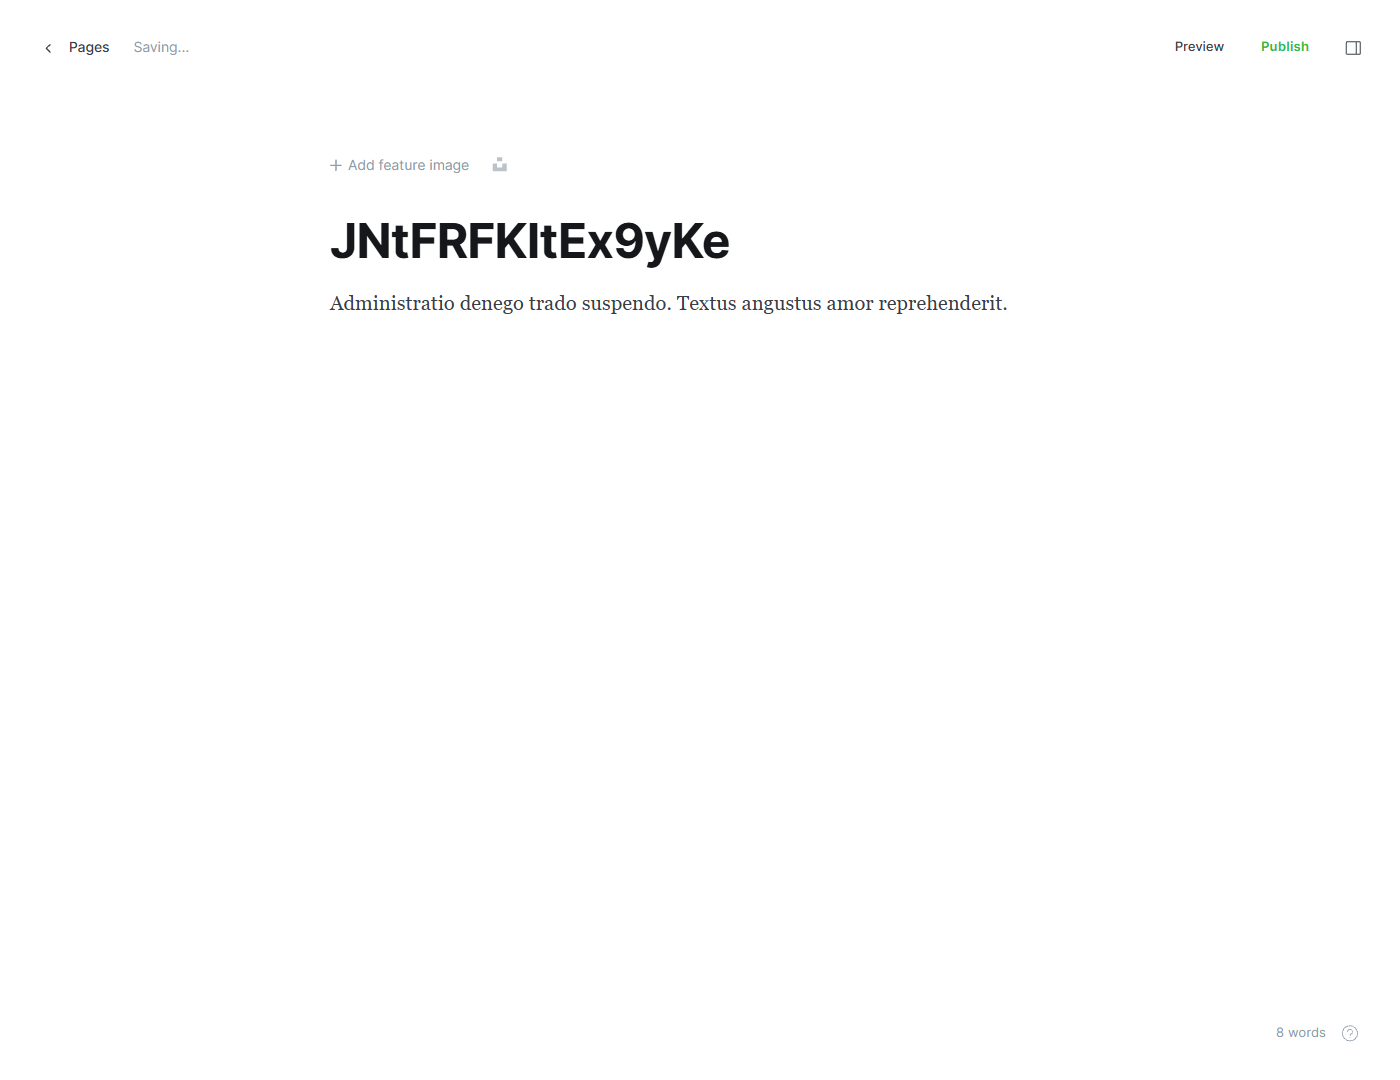 Pages Saving... Preview Publish
Add feature image
JNtFRFKItEx9yKe
Administratio denego trado suspendo. Textus angustus amor reprehenderit.
8 words